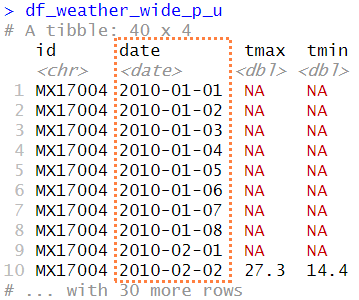 > df_weather_wide_p_u
# A tibble: 40 x 4
id date tmax tmin
<chr> <date> <dbl> <dbl>
1 MX17004 2010-01-01 NA NA
2 MX17004 2010-01-02 NA NA
3 MX17004 2010-01-03 NA NA
4 MX17004 2010-01-04 NA NA
5 MX17004 2010-01-05 NA NA
6 MX17004 2010-01-06 NA NA
7 MX17004 2010-01-07 NA NA
8 MX17004 2010-01-08 NA NA
9 MX17004 2010-02-01 NA NA
10 MX17004 2010-02-02 27.3 14.4
# ... with 30 more rows